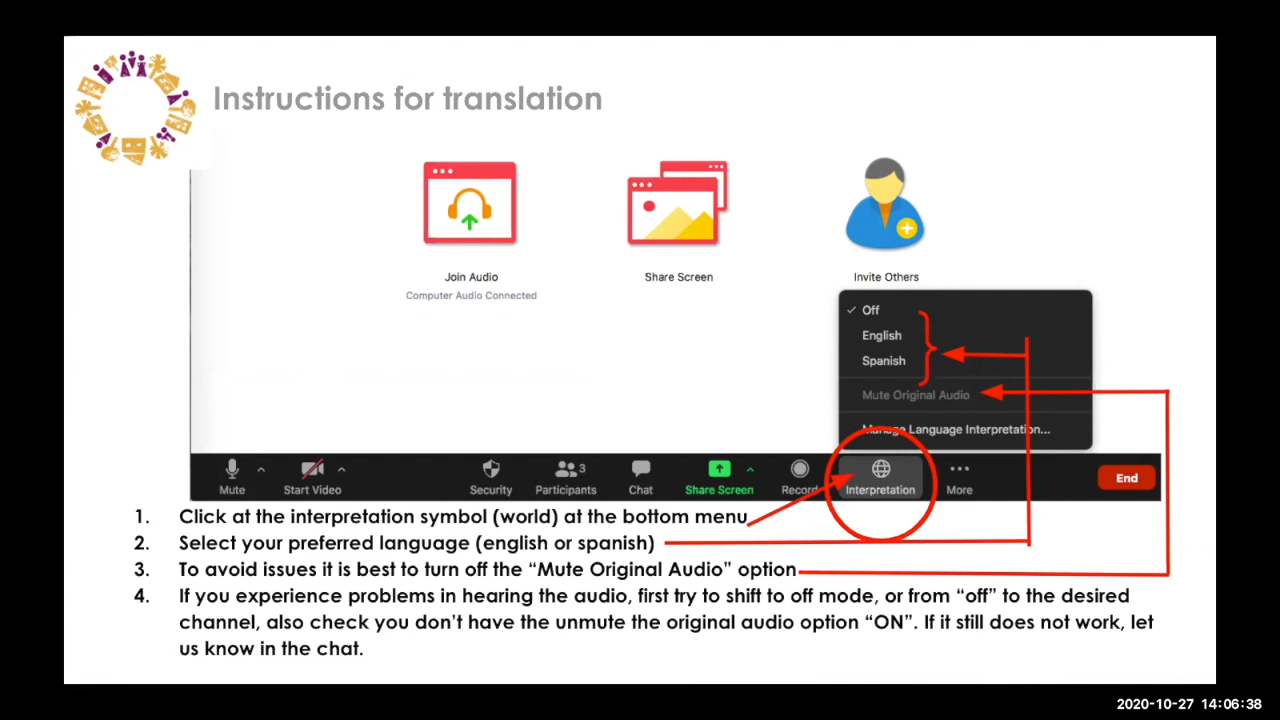 Instructions for translation
Join Audio
Computer Audio Connected
Share Screen
Invite Others
Off
English
Spanish
Mute Original Audio
Manage Language Interpretation...
Mute
Start Video
Security
3
Participants
Chat
Share Screen
Record
Interpretation
More
End
1. Click at the interpretation symbol (world) at the bottom menu
2. Select your preferred language (english or spanish)
3. To avoid issues it is best to turn off the “Mute Original Audio” option
4. If you experience problems in hearing the audio, first try to shift to off mode, or from “off” to the desired
channel, also check you don’t have the unmute the original audio option “ON”. If it still does not work, let
us know in the chat.
2020-10-27 14:06:38